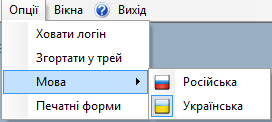 Опції Вікна Вихід
Ховати логін
Згортати у трей
Мова
Російська
Українська
Печатні форми